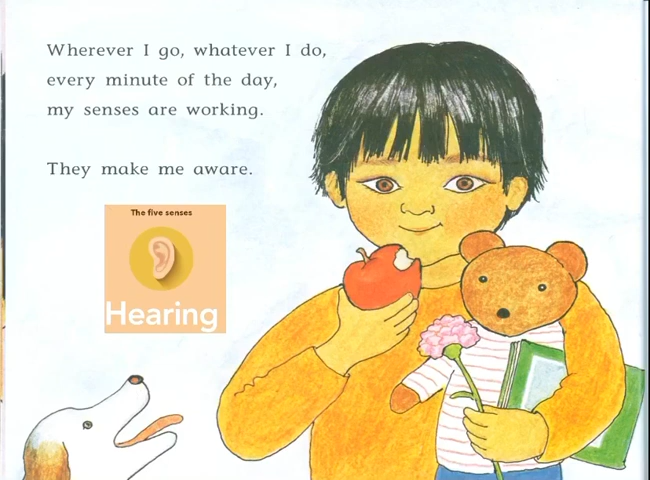 Wherever I go, whatever I do,
every minute of the day,
my senses are working.
They make me aware.
The five senses
Hearing